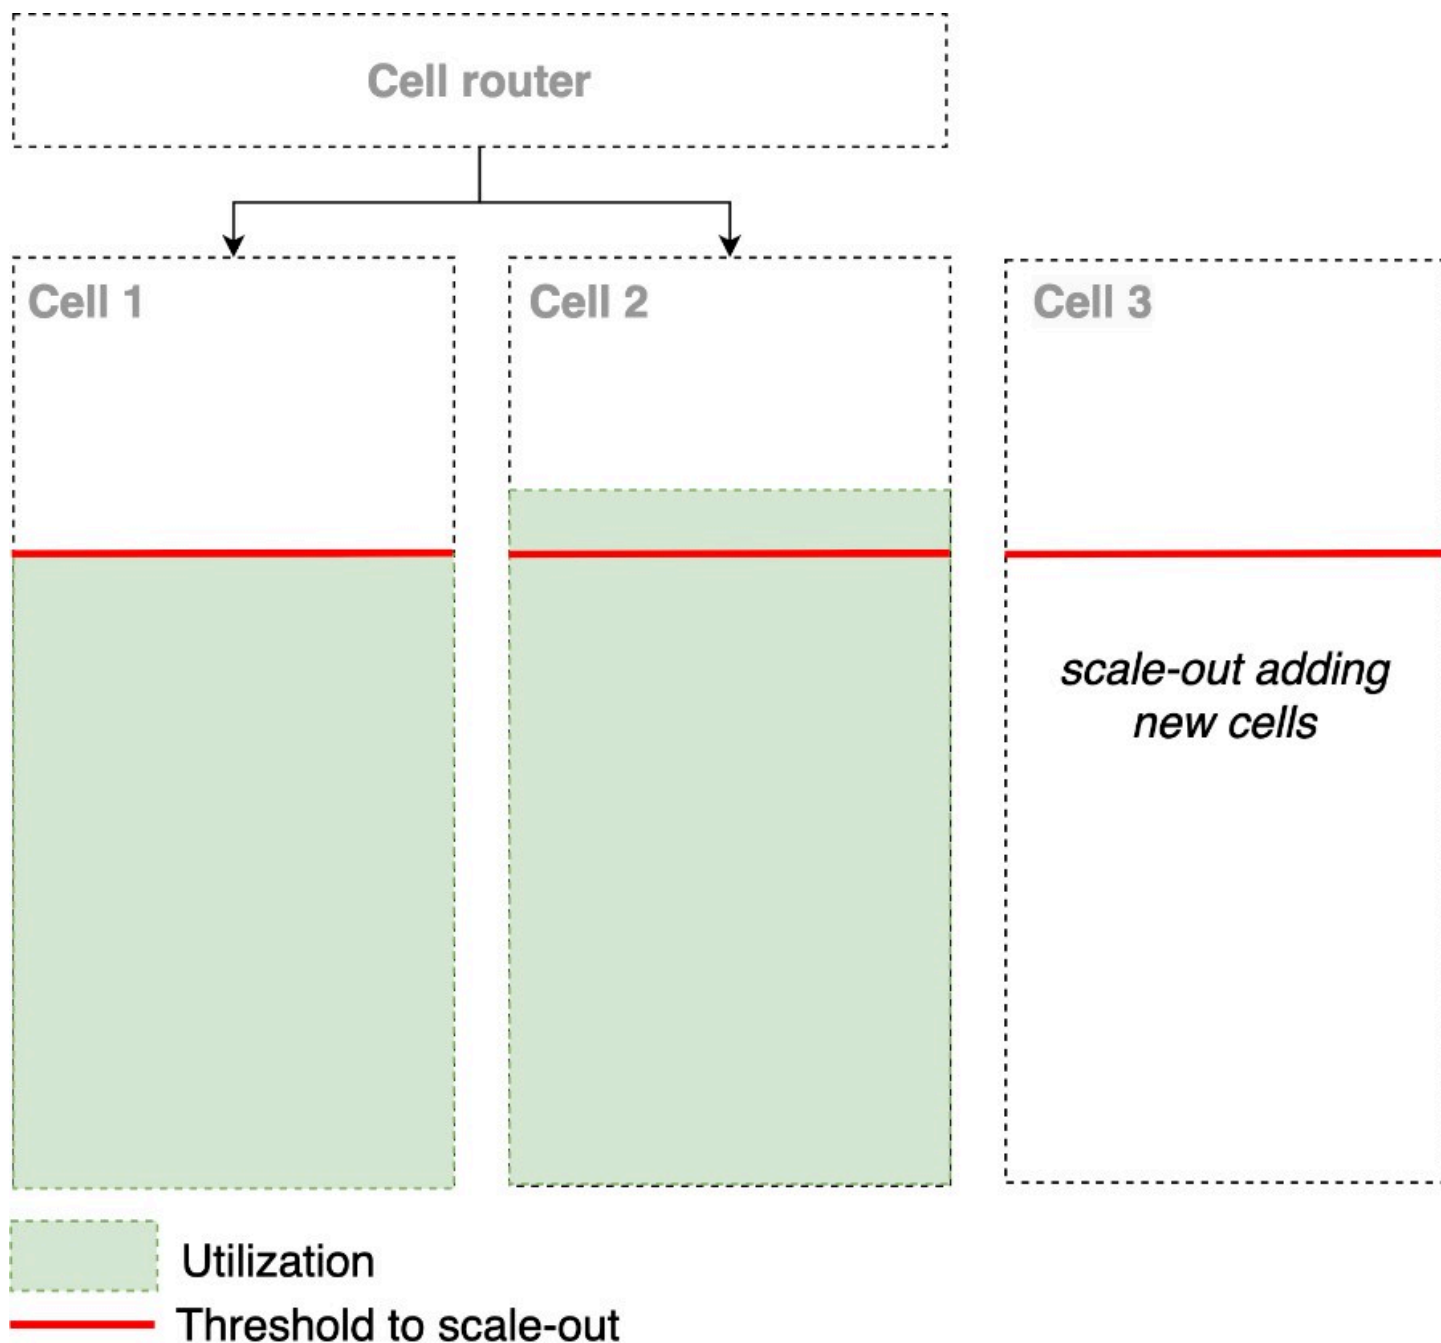 Cell router
Cell 1
Cell 2
Cell 3
scale-out adding
new cells
Utilization
Threshold to scale-out